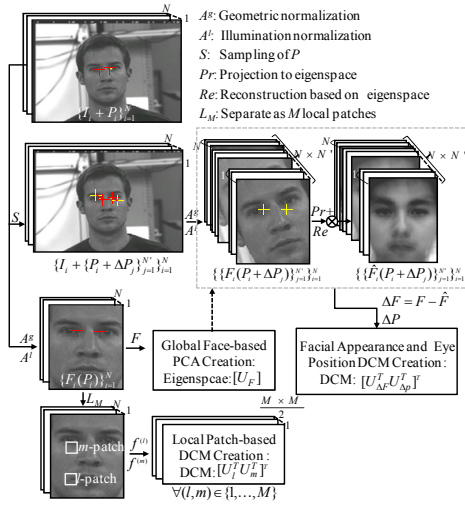 N
1
{I_i + P_i}_{i=1}^N
A^g: Geometric normalization
A^l: Illumination normalization
S: Sampling of P
Pr: Projection to eigenspace
Re: Reconstruction based on eigenspace
L_M: Separate as M local patches
N
1
S
{I_i + {P_i + ΔP_j}_{j=1}^{N'}}_{i=1}^N
A^g
A^l
N
N × N'
1
{{F_i(P_i + ΔP_j)}_{j=1}^{N'}}_{i=1}^N
Pr+
Re
N
N × N'
1
{{F̂_i(P_i + ΔP_j)}_{j=1}^{N'}}_{i=1}^N
A^g
A^l
N
1
{F_i(P_i)}_{i=1}^N
F
Global Face-based
PCA Creation:
Eigenspcae: [U_F]
ΔF = F − F̂
ΔP
Facial Appearance and Eye
Position DCM Creation:
DCM: [U_{ΔF}^T U_{Δp}^T]^T
L_M
N
1
m-patch
l-patch
f^{(l)}
f^{(m)}
M × M
2
1
Local Patch-based
DCM Creation :
DCM: [U_l^T U_m^T]^T
∀(l,m)∈{1,…,M}